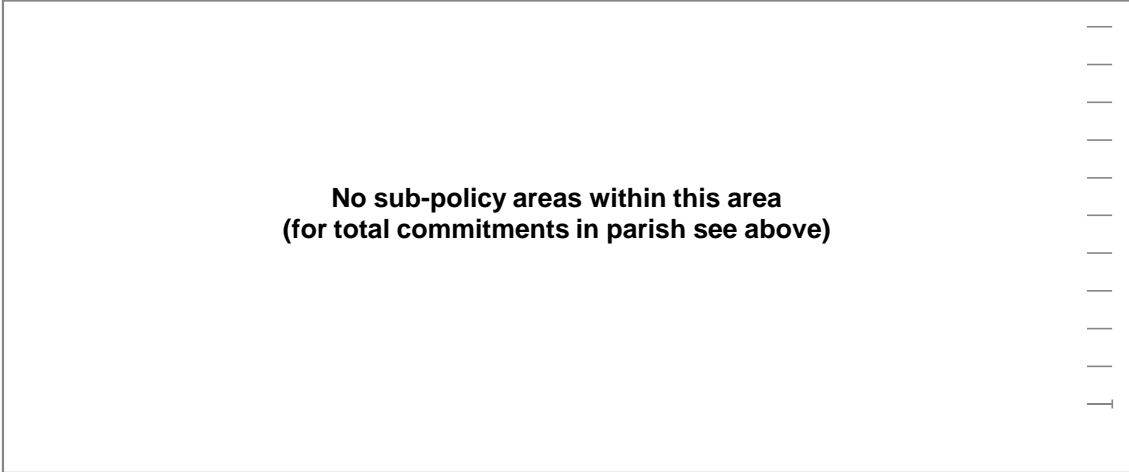 No sub-policy areas within this area
(for total commitments in parish see above)